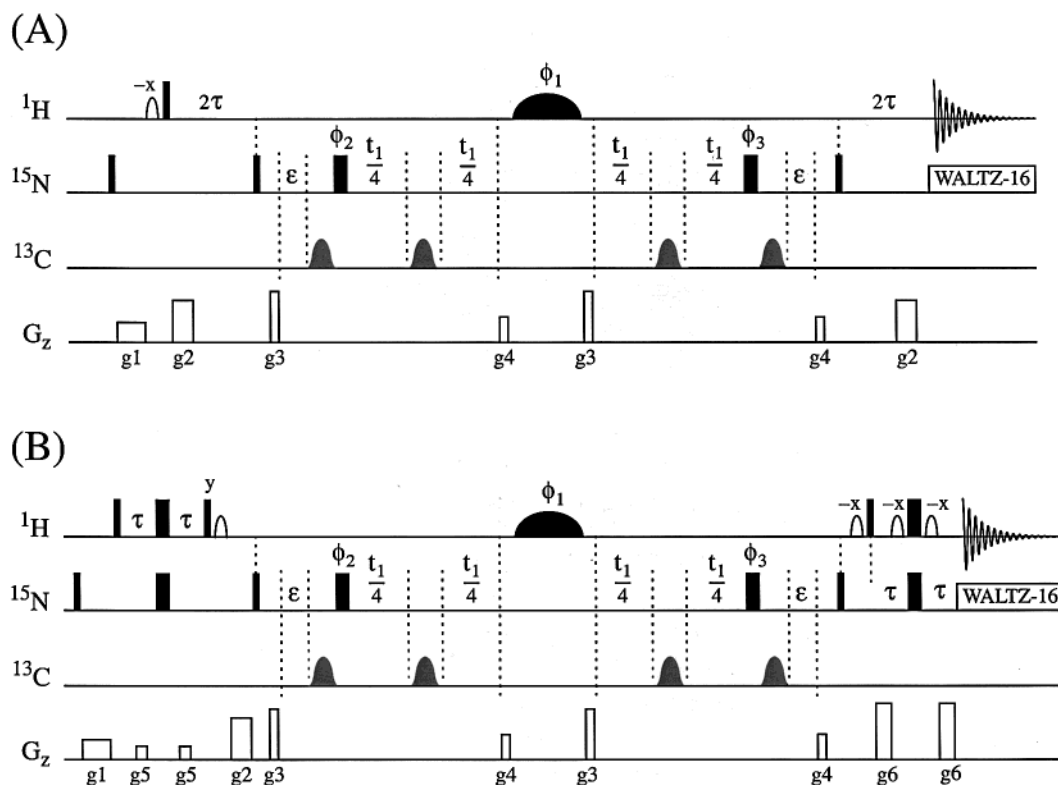 (A)
–x 2τ ϕ1 2τ
1H
ϕ2 t1/4 t1/4 t1/4 t1/4 ϕ3
15N ε ε WALTZ-16
13C
Gz
g1 g2 g3 g4 g3 g4 g2
(B)
y ϕ1 –x –x –x
1H τ τ
ϕ2 t1/4 t1/4 t1/4 t1/4 ϕ3
15N ε ε τ τ WALTZ-16
13C
Gz
g1 g5 g5 g2 g3 g4 g3 g4 g6 g6